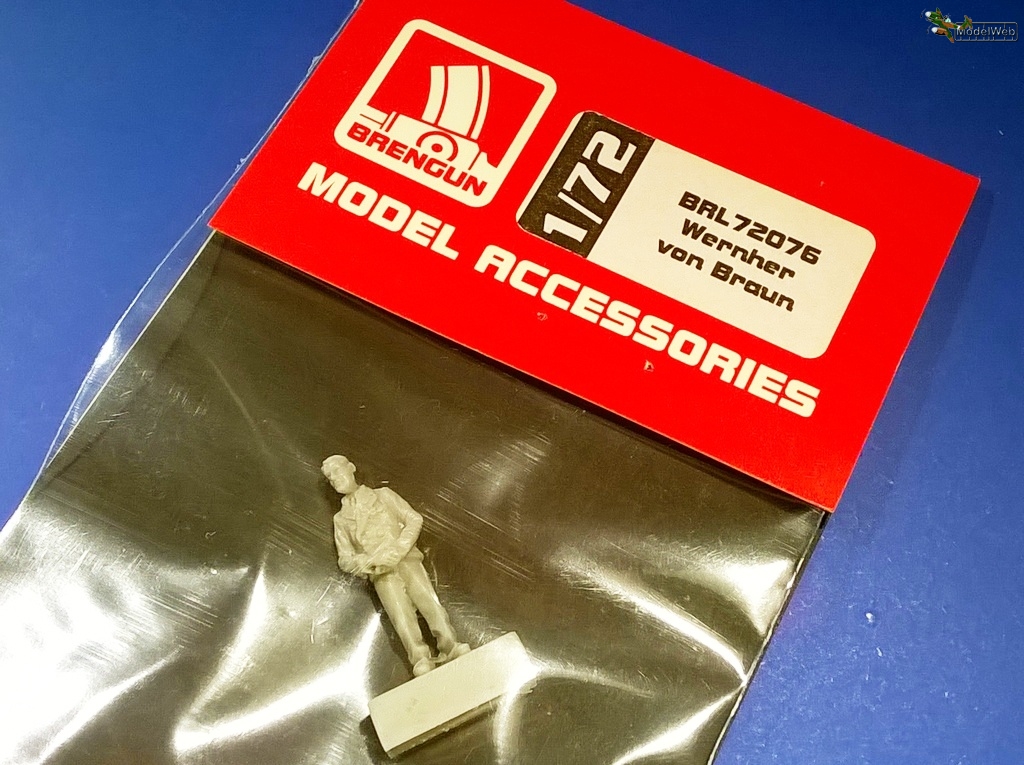 ModelWeb
BRENGUN
1/72
BRL72076
Wernher
von Braun
MODEL ACCESSORIES